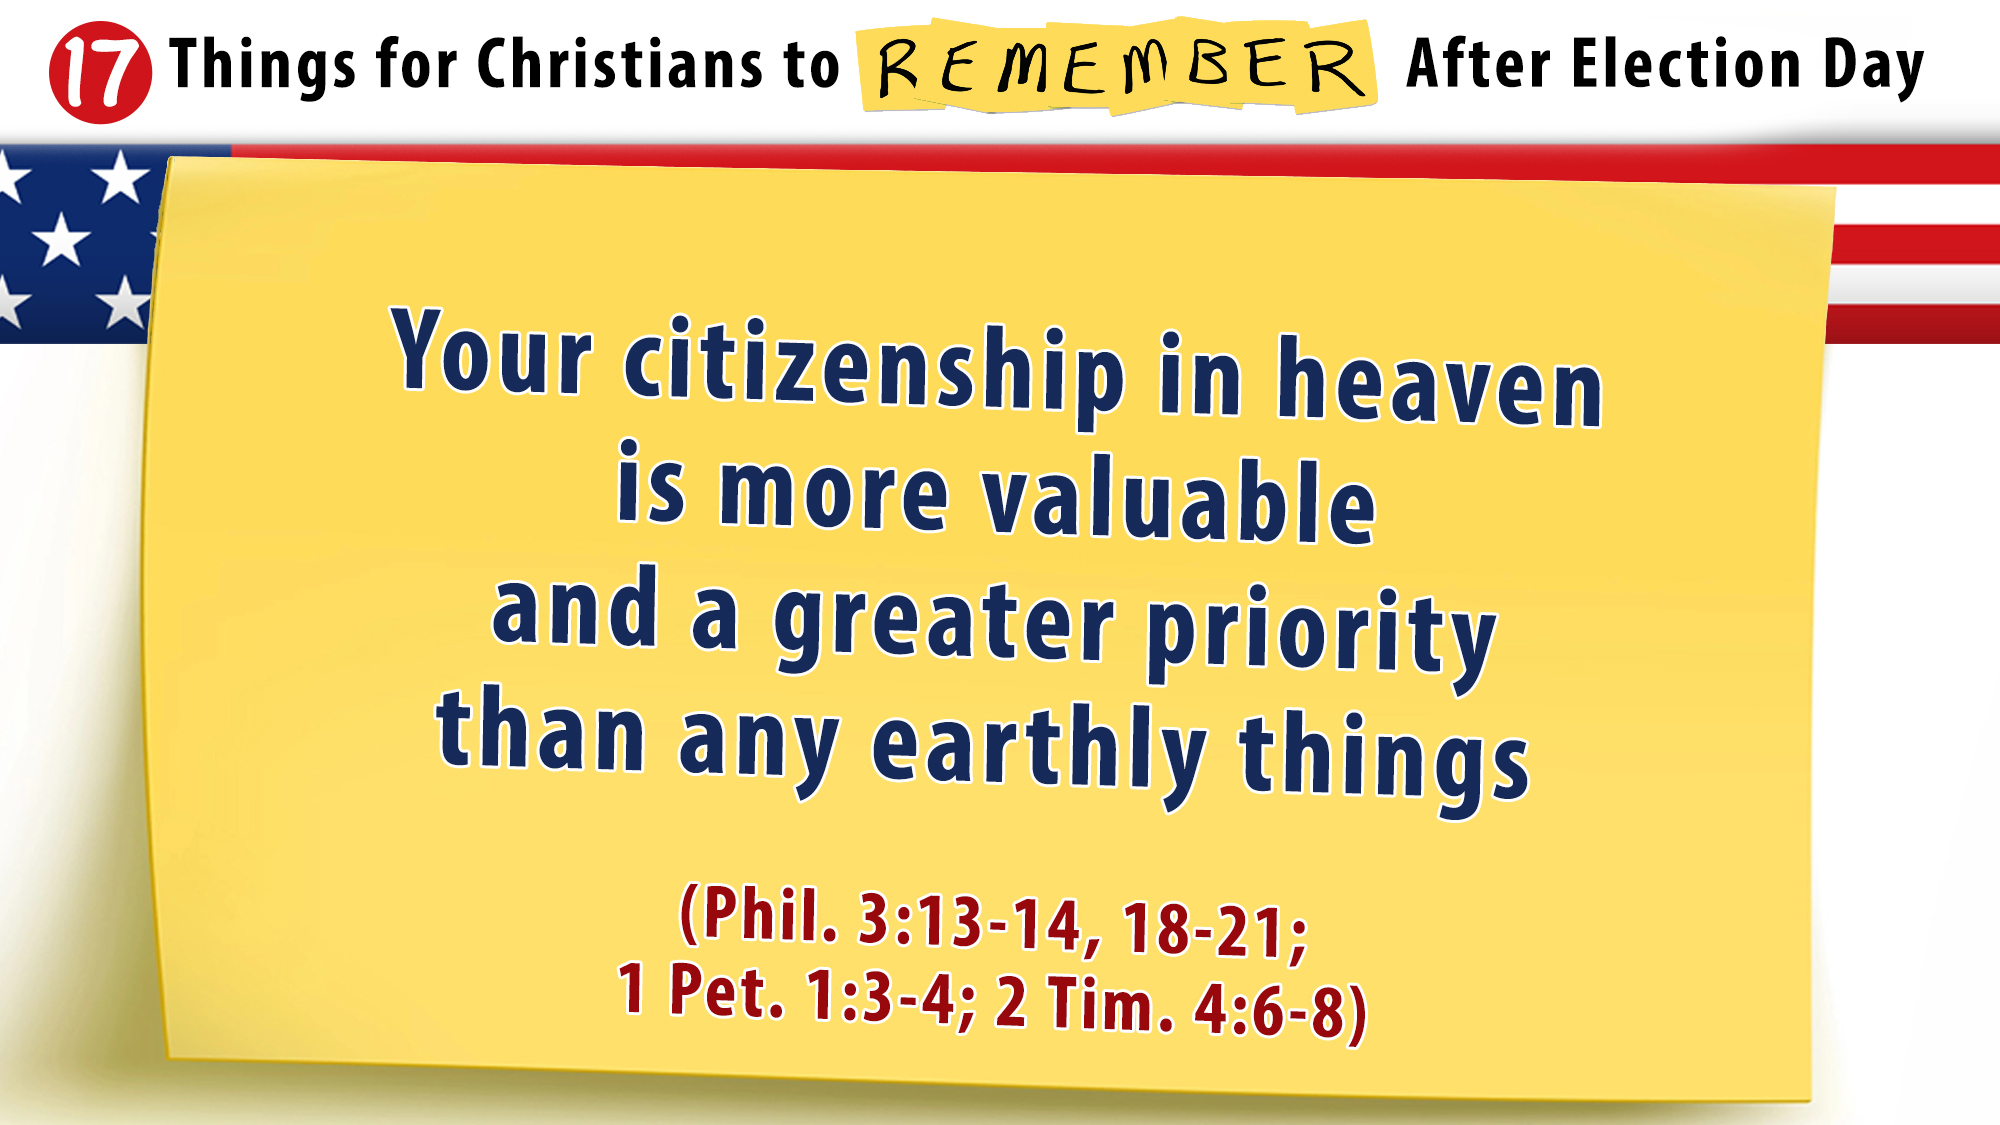 17 Things for Christians to REMEMBER After Election Day
Your citizenship in heaven
is more valuable
and a greater priority
than any earthly things
(Phil. 3:13-14, 18-21;
1 Pet. 1:3-4; 2 Tim. 4:6-8)